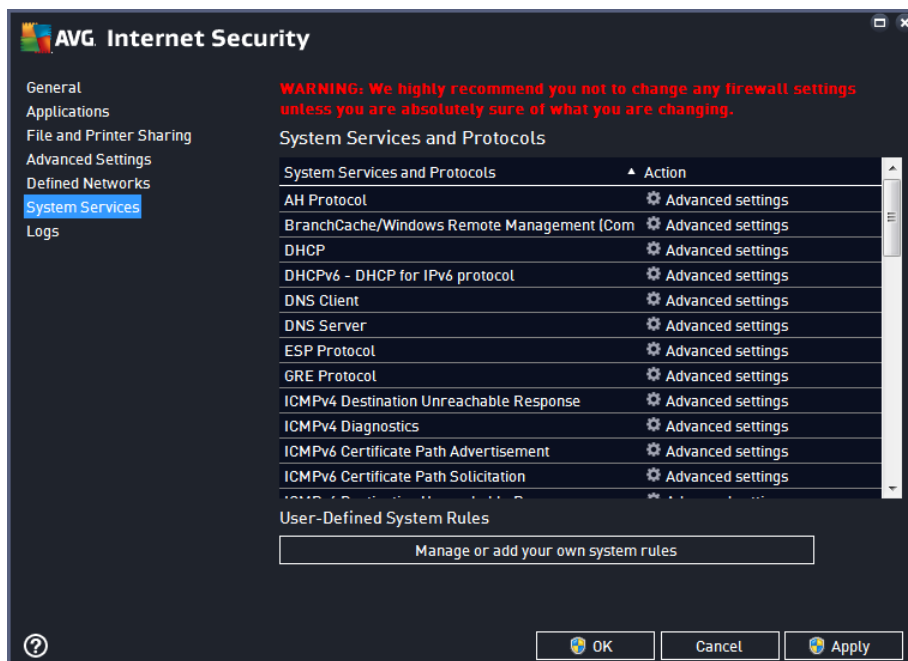 AVG Internet Security
General
Applications
File and Printer Sharing
Advanced Settings
Defined Networks
System Services
Logs
WARNING: We highly recommend you not to change any firewall settings
unless you are absolutely sure of what you are changing.
System Services and Protocols
System Services and Protocols Action
AH Protocol Advanced settings
BranchCache/Windows Remote Management (Com Advanced settings
DHCP Advanced settings
DHCPv6 - DHCP for IPv6 protocol Advanced settings
DNS Client Advanced settings
DNS Server Advanced settings
ESP Protocol Advanced settings
GRE Protocol Advanced settings
ICMPv4 Destination Unreachable Response Advanced settings
ICMPv4 Diagnostics Advanced settings
ICMPv6 Certificate Path Advertisement Advanced settings
ICMPv6 Certificate Path Solicitation Advanced settings
User-Defined System Rules
Manage or add your own system rules
OK Cancel Apply